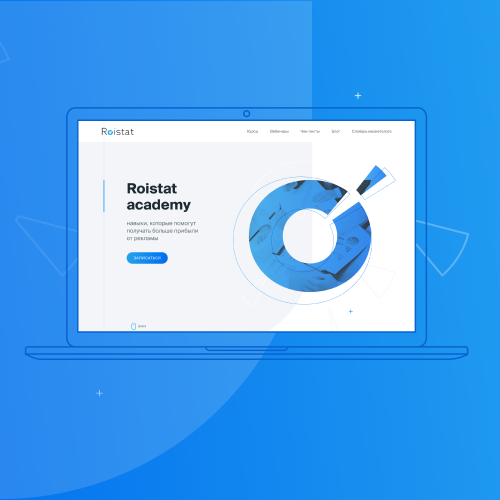 Roistat
Курсы Вебинары Чек-листы Блог Словарь маркетолога
Roistat
academy
навыки, которые помогут
получать больше прибыли
от рекламы
ЗАПИСАТЬСЯ